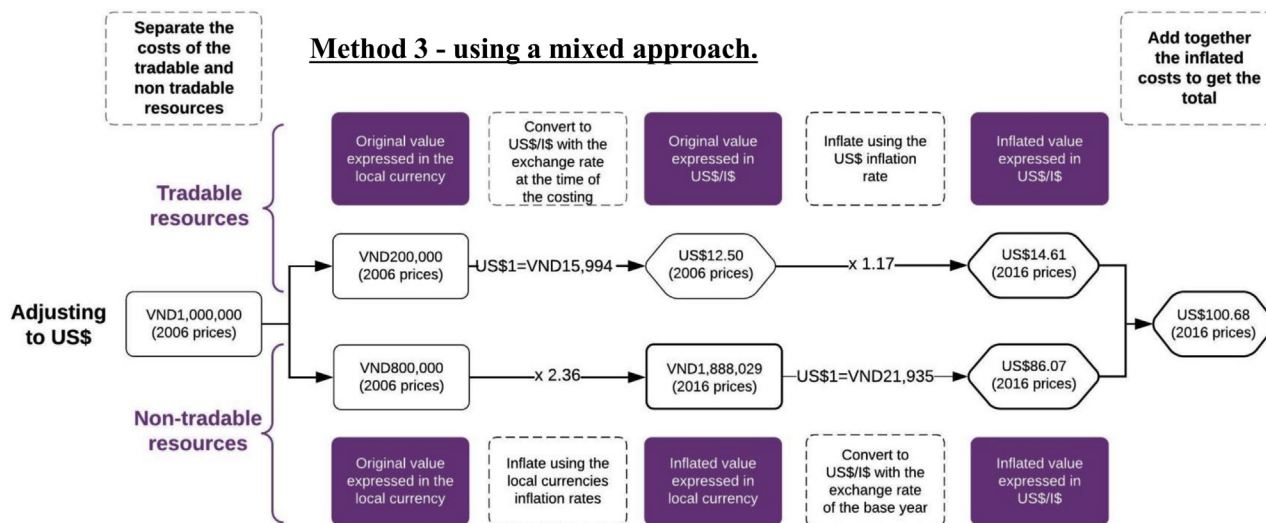 Separate the
costs of the
tradable and
non tradable
resources
Method 3 - using a mixed approach.
Add together
the inflated
costs to get the
total
Tradable
resources
Original value
expressed in the
local currency
Convert to
US$/I$ with the
exchange rate
at the time of
the costing
Original value
expressed in
US$/I$
Inflate using the
US$ inflation
rate
Inflated value
expressed in
US$/I$
VND200,000
(2006 prices)
US$1=VND15,994
US$12.50
(2006 prices)
x 1.17
US$14.61
(2016 prices)
Adjusting
to US$
VND1,000,000
(2006 prices)
US$100.68
(2016 prices)
VND800,000
(2006 prices)
x 2.36
VND1,888,029
(2016 prices)
US$1=VND21,935
US$86.07
(2016 prices)
Non-tradable
resources
Original value
expressed in the
local currency
Inflate using the
local currencies
inflation rates
Inflated value
expressed in
local currency
Convert to
US$/I$ with the
exchange rate
of the base year
Inflated value
expressed in
US$/I$